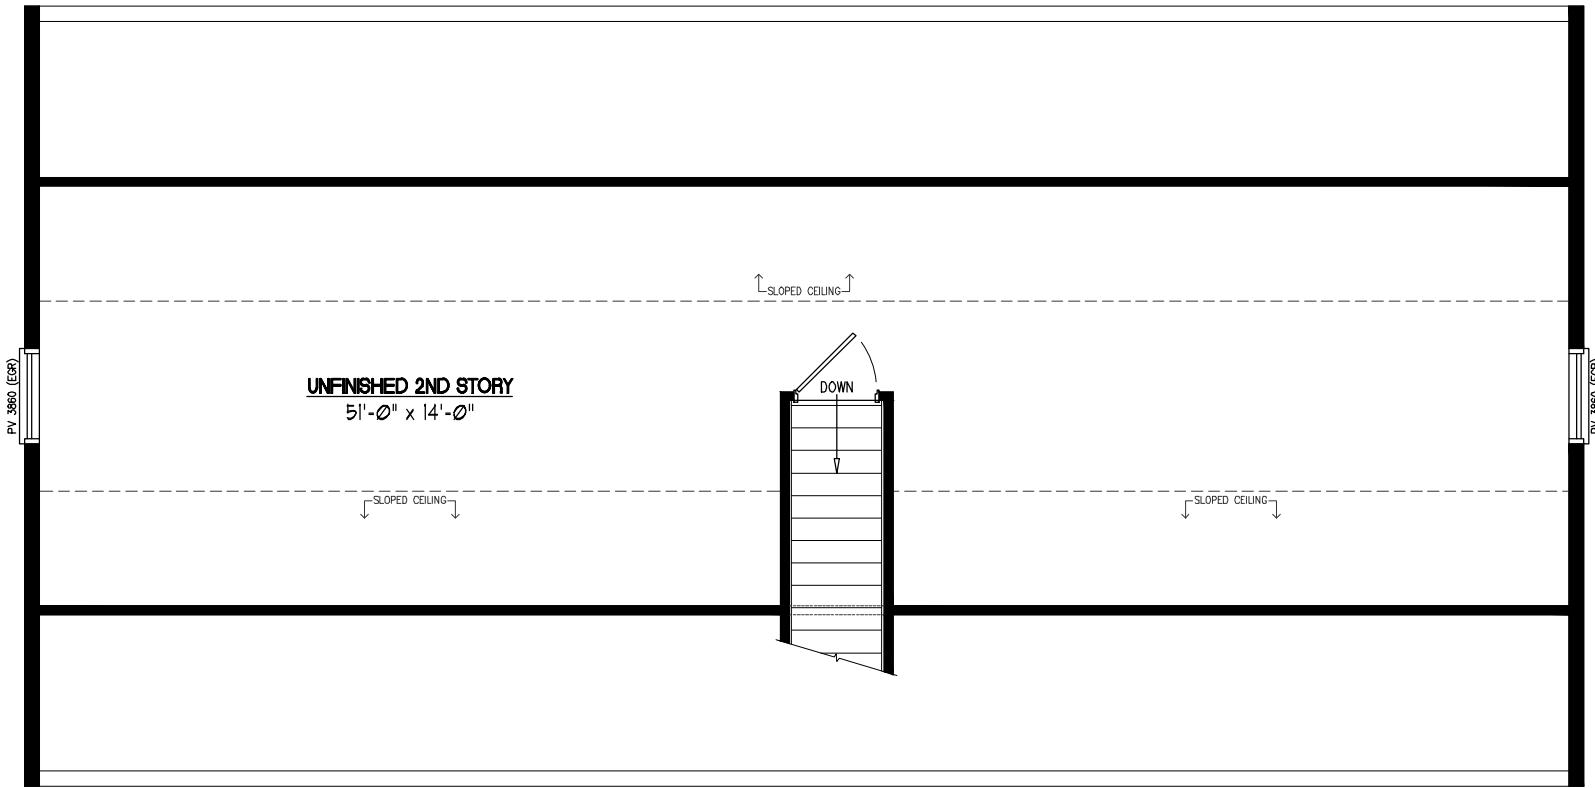 SLOPED CEILING
PV 3860 (EGR)
UNFINISHED 2ND STORY
51'-0" x 14'-0"
DOWN
PV 3860 (EGR)
SLOPED CEILING
SLOPED CEILING